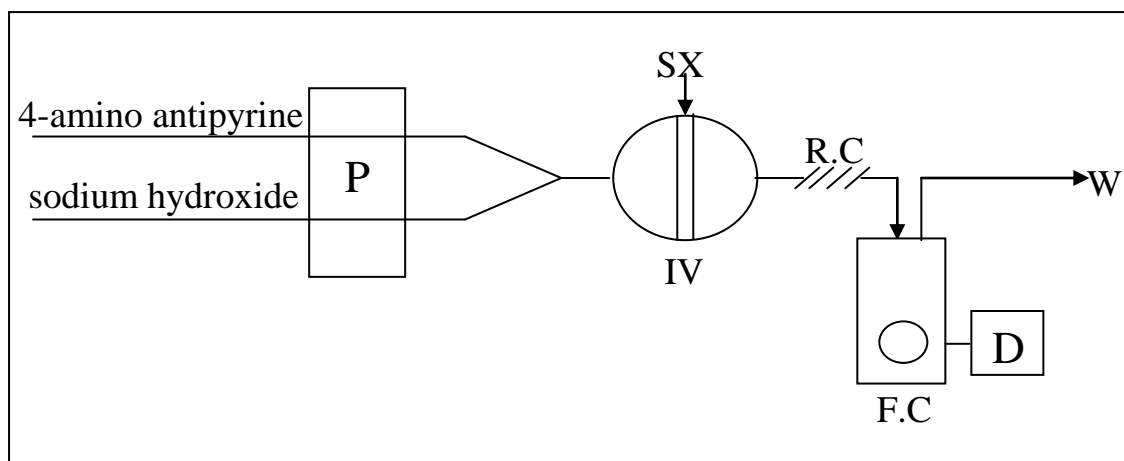 SX
4-amino antipyrine
R.C
P
W
sodium hydroxide
IV
D
F.C